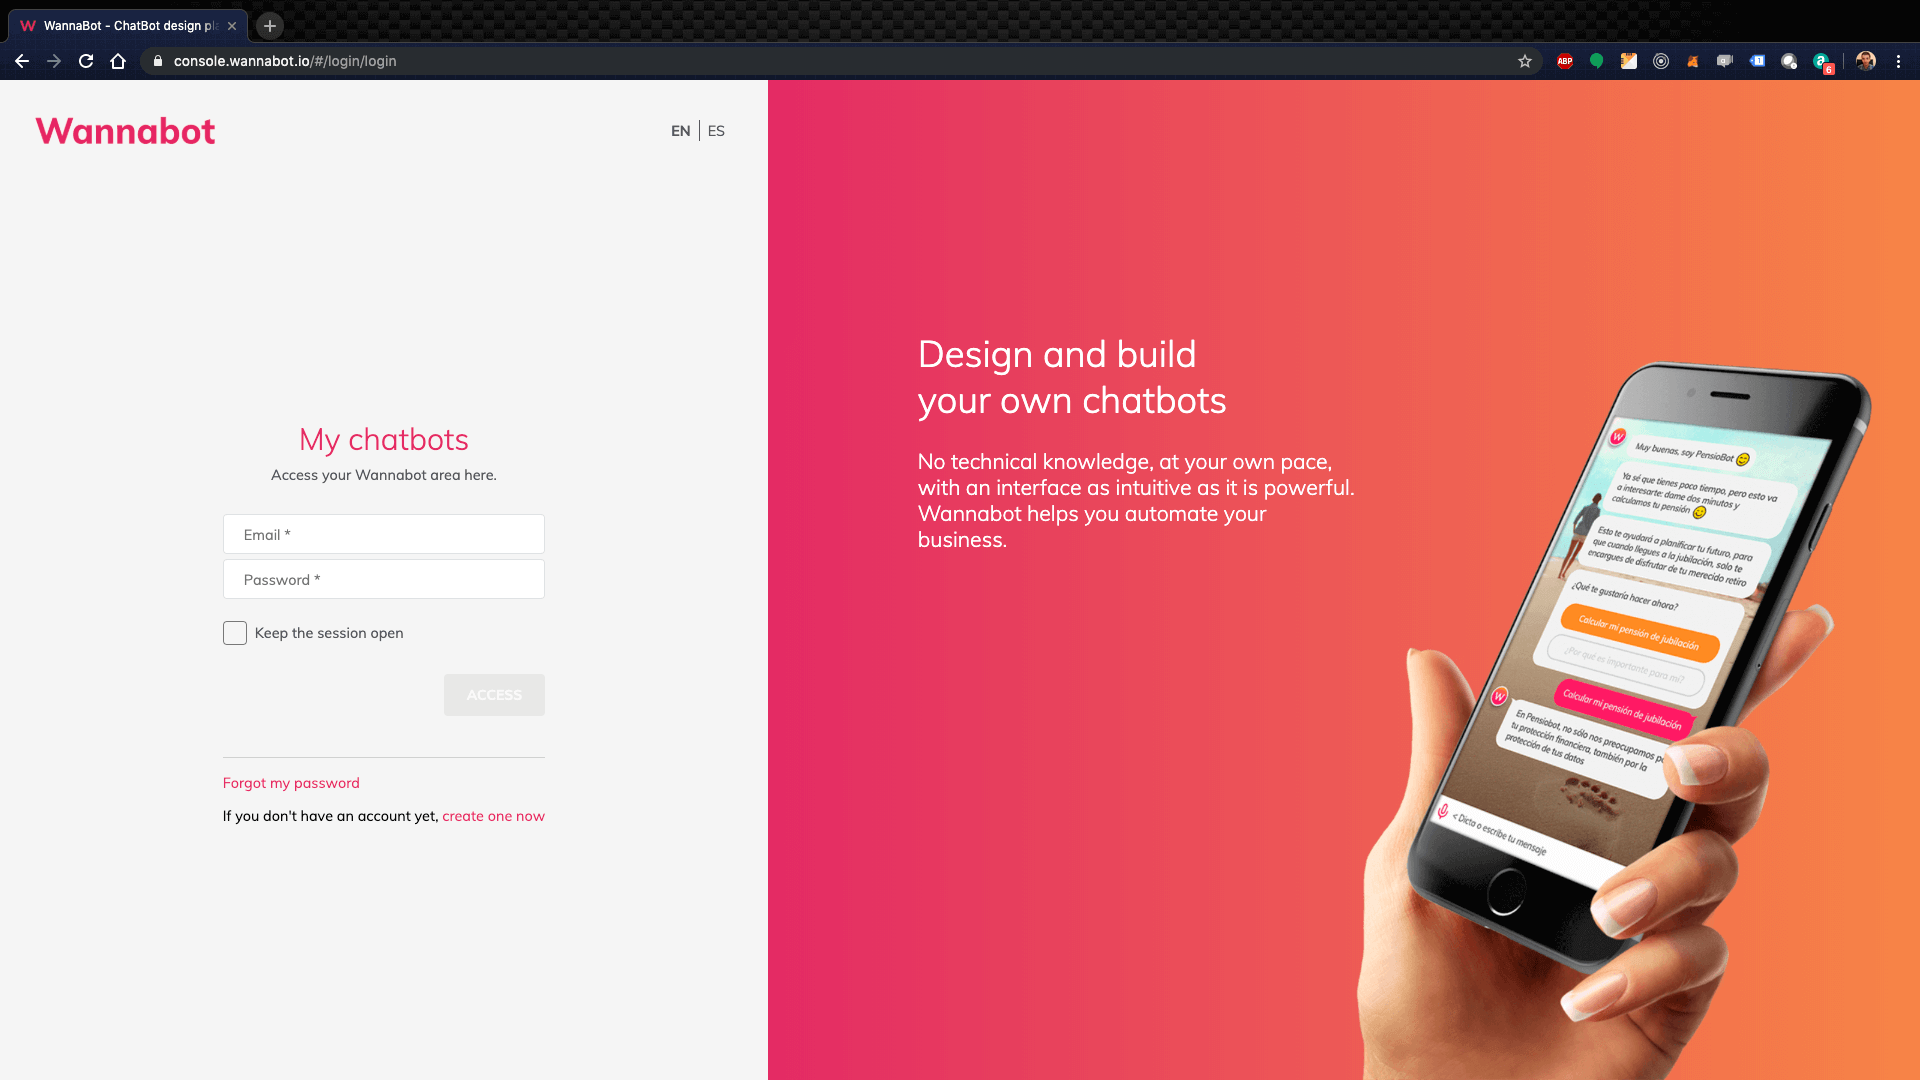 WannaBot - ChatBot design pl
console.wannabot.io/#/login/login
ABP
6
Wannabot
EN
ES
My chatbots
Access your Wannabot area here.
Email *
Password *
Keep the session open
ACCESS
Forgot my password
If you don't have an account yet, create one now
Design and build
your own chatbots
No technical knowledge, at your own pace,
with an interface as intuitive as it is powerful.
Wannabot helps you automate your
business.
Muy buenas, soy PensioBot
Ya sé que tienes poco tiempo, pero esto va
a interesarte: dame dos minutos y
calculamos tu pensión
Esto te ayudará a planificar tu futuro, para
que cuando llegues a la jubilación, solo te
encargues de disfrutar de tu merecido retiro
¿Qué te gustaría hacer ahora?
Calcular mi pensión de jubilación
¿Por qué es importante para mí?
Calcular mi pensión de jubilación
En Pensiobot, no sólo nos preocupamos po
tu protección financiera, también por la
protección de tus datos
< Dicta o escribe tu mensaje